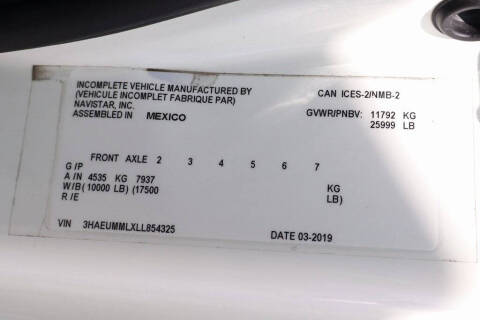 INCOMPLETE VEHICLE MANUFACTURED BY
(VEHICULE INCOMPLET FABRIQUE PAR)
NAVISTAR, INC.
ASSEMBLED IN MEXICO
CAN ICES-2/NMB-2
GVWR/PNBV: 11792 KG
25999 LB
FRONT AXLE 2 3 4 5 6 7
G/P
A/N 4535 KG 7937 KG
W/B (10000 LB) (17500 LB)
R/E
VIN 3HAEUMMLXLL854325
DATE 03-2019